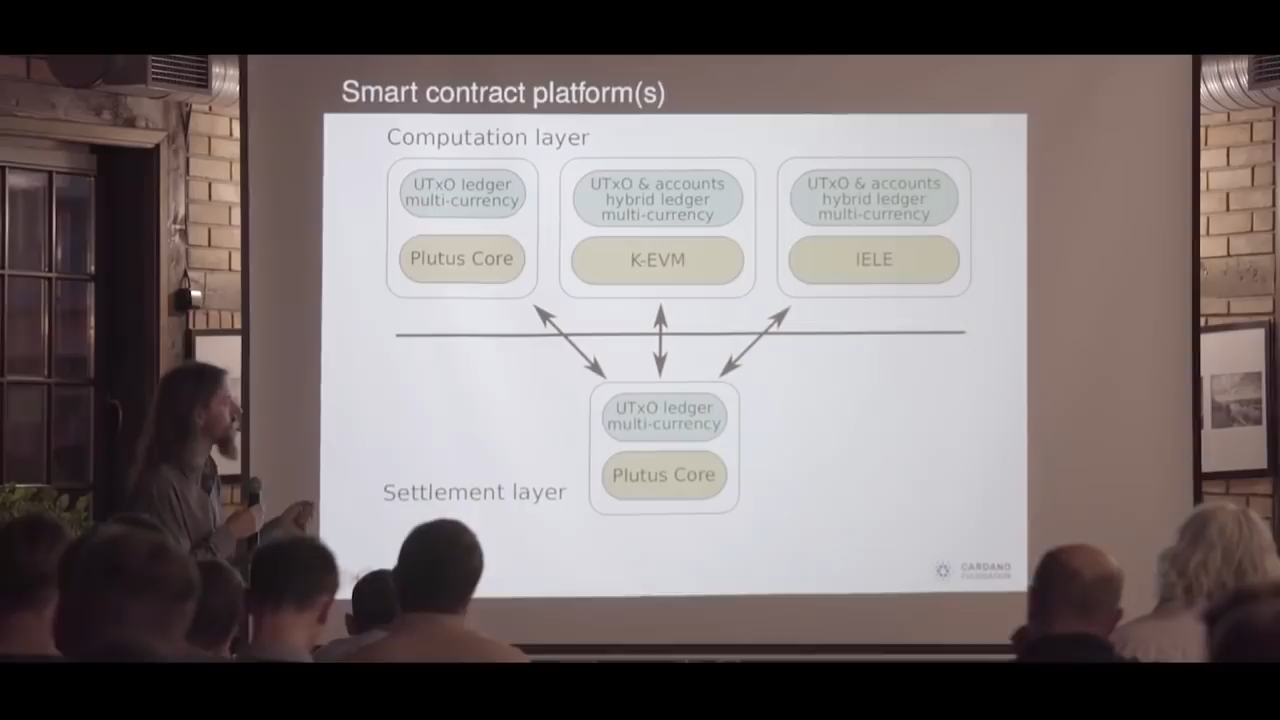 Smart contract platform(s)
Computation layer
UTxO ledger
multi-currency
Plutus Core
UTxO & accounts
hybrid ledger
multi-currency
K-EVM
UTxO & accounts
hybrid ledger
multi-currency
IELE
UTxO ledger
multi-currency
Plutus Core
Settlement layer
CARDANO
FOUNDATION